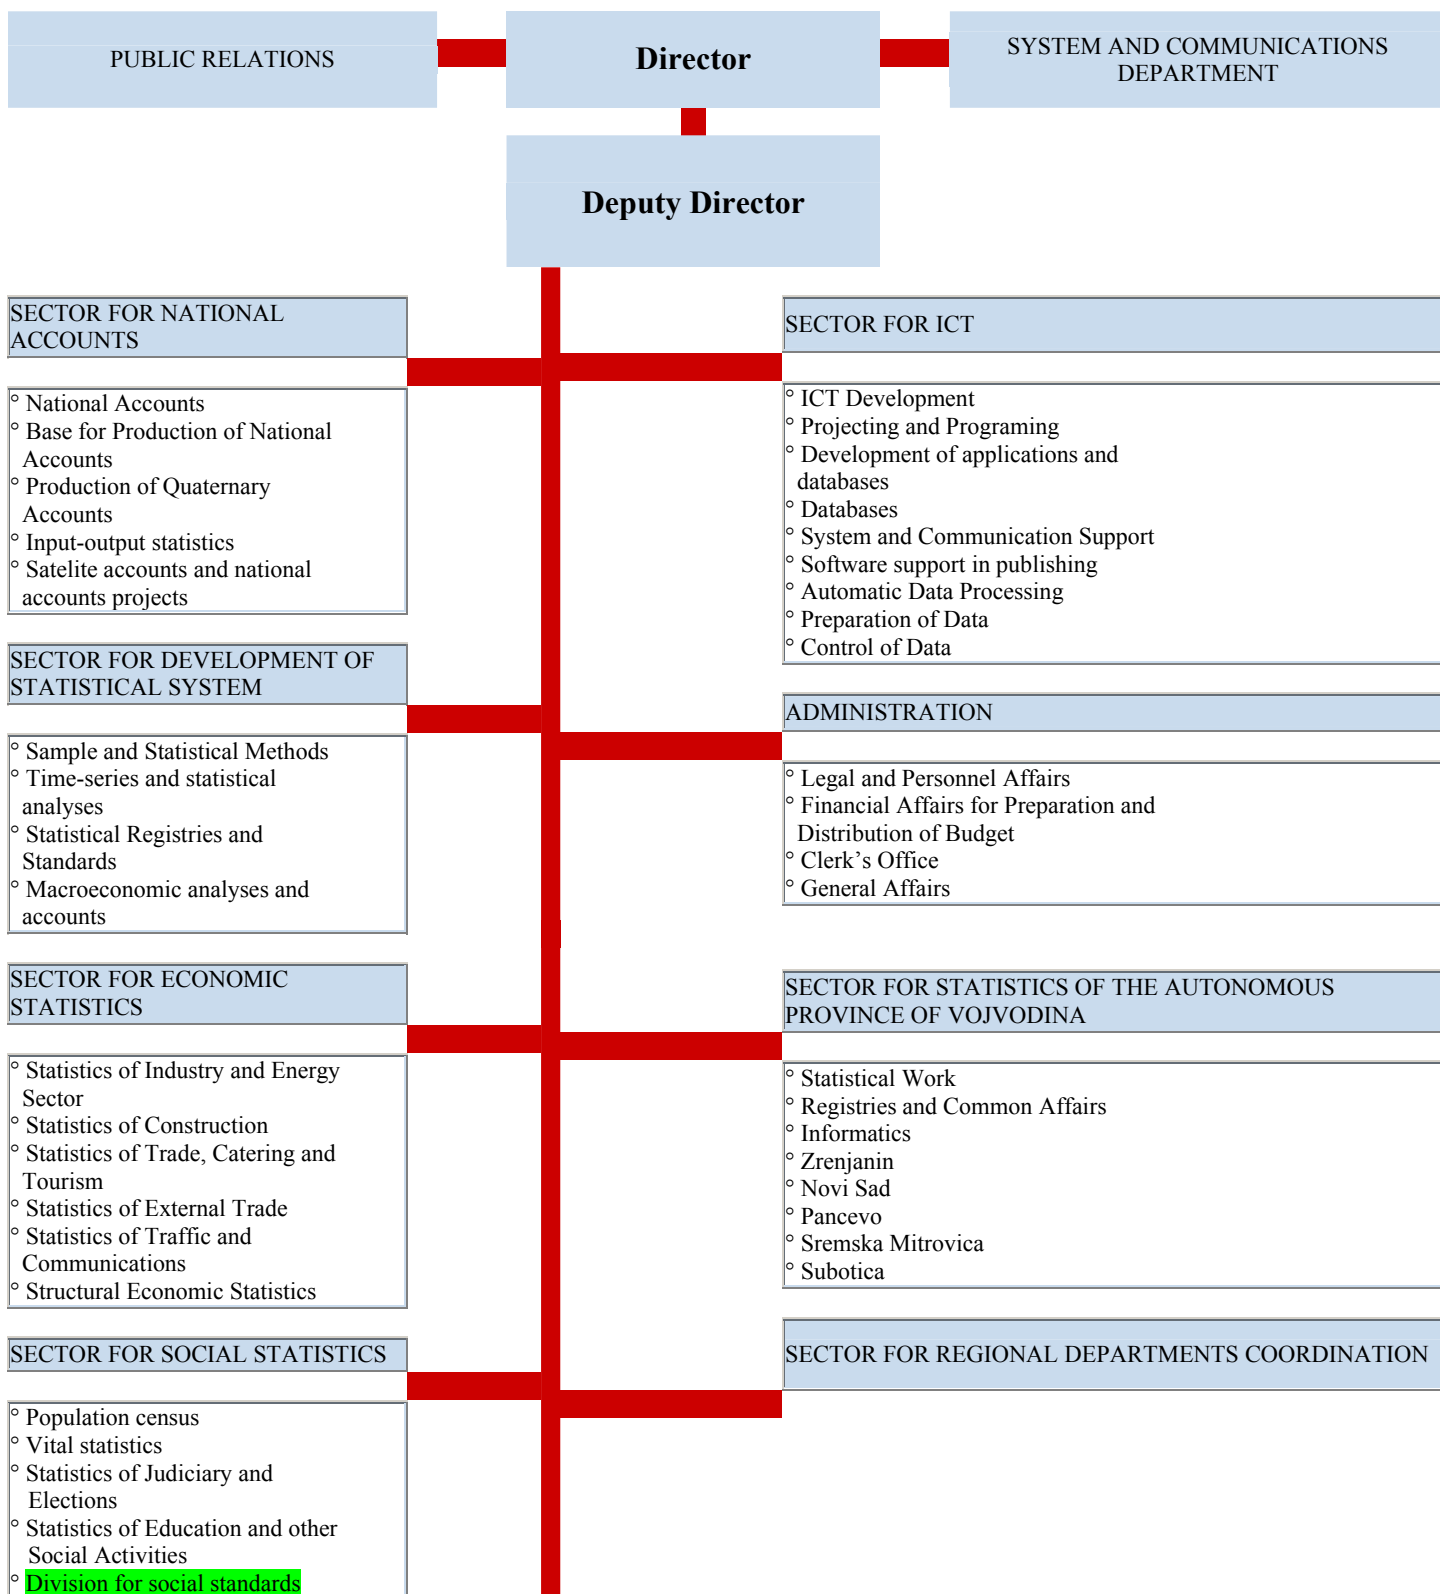 PUBLIC RELATIONS
Director
SYSTEM AND COMMUNICATIONS
DEPARTMENT
Deputy Director
SECTOR FOR NATIONAL
ACCOUNTS
° National Accounts
° Base for Production of National
Accounts
° Production of Quaternary
Accounts
° Input-output statistics
° Satelite accounts and national
accounts projects
SECTOR FOR DEVELOPMENT OF
STATISTICAL SYSTEM
° Sample and Statistical Methods
° Time-series and statistical
analyses
° Statistical Registries and
Standards
° Macroeconomic analyses and
accounts
SECTOR FOR ECONOMIC
STATISTICS
° Statistics of Industry and Energy
Sector
° Statistics of Construction
° Statistics of Trade, Catering and
Tourism
° Statistics of External Trade
° Statistics of Traffic and
Communications
° Structural Economic Statistics
SECTOR FOR SOCIAL STATISTICS
° Population census
° Vital statistics
° Statistics of Judiciary and
Elections
° Statistics of Education and other
Social Activities
° Division for social standards
SECTOR FOR ICT
° ICT Development
° Projecting and Programing
° Development of applications and
databases
° Databases
° System and Communication Support
° Software support in publishing
° Automatic Data Processing
° Preparation of Data
° Control of Data
ADMINISTRATION
° Legal and Personnel Affairs
° Financial Affairs for Preparation and
Distribution of Budget
° Clerk’s Office
° General Affairs
SECTOR FOR STATISTICS OF THE AUTONOMOUS
PROVINCE OF VOJVODINA
° Statistical Work
° Registries and Common Affairs
° Informatics
° Zrenjanin
° Novi Sad
° Pancevo
° Sremska Mitrovica
° Subotica
SECTOR FOR REGIONAL DEPARTMENTS COORDINATION